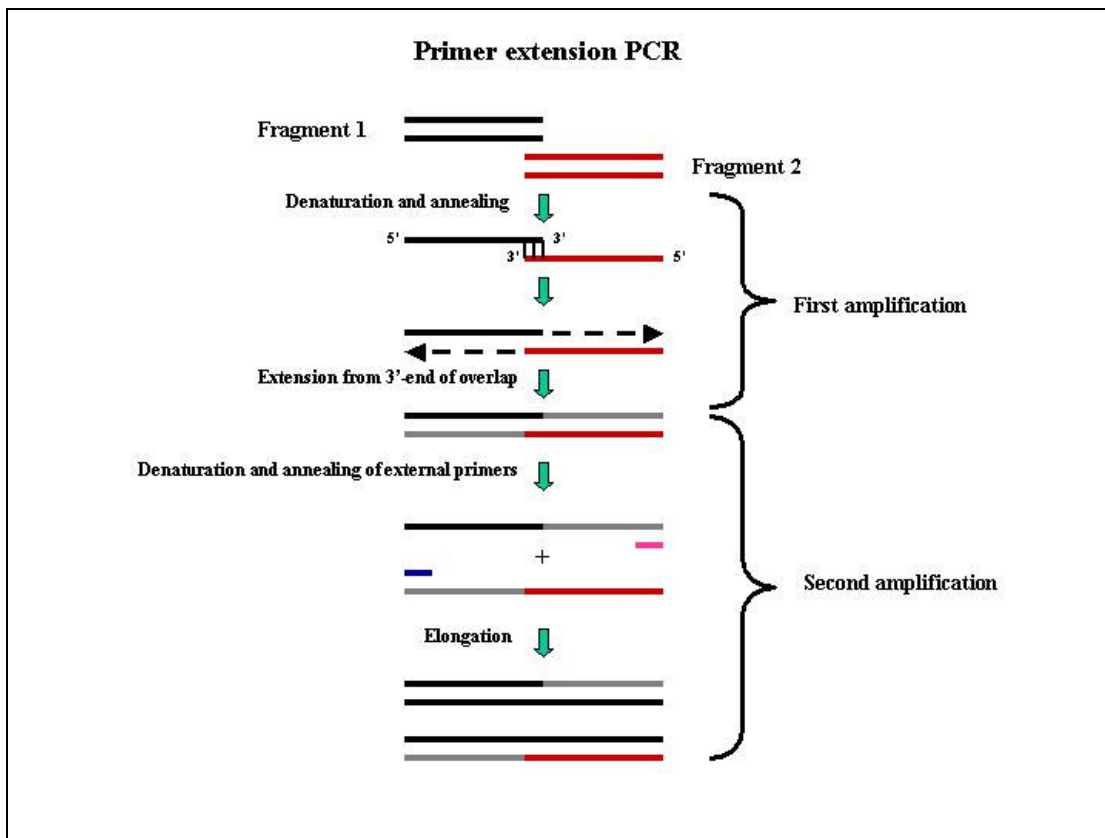 Primer extension PCR
Fragment 1
Fragment 2
Denaturation and annealing
5'
3'
3'
5'
First amplification
Extension from 3'-end of overlap
Denaturation and annealing of external primers
+
Second amplification
Elongation